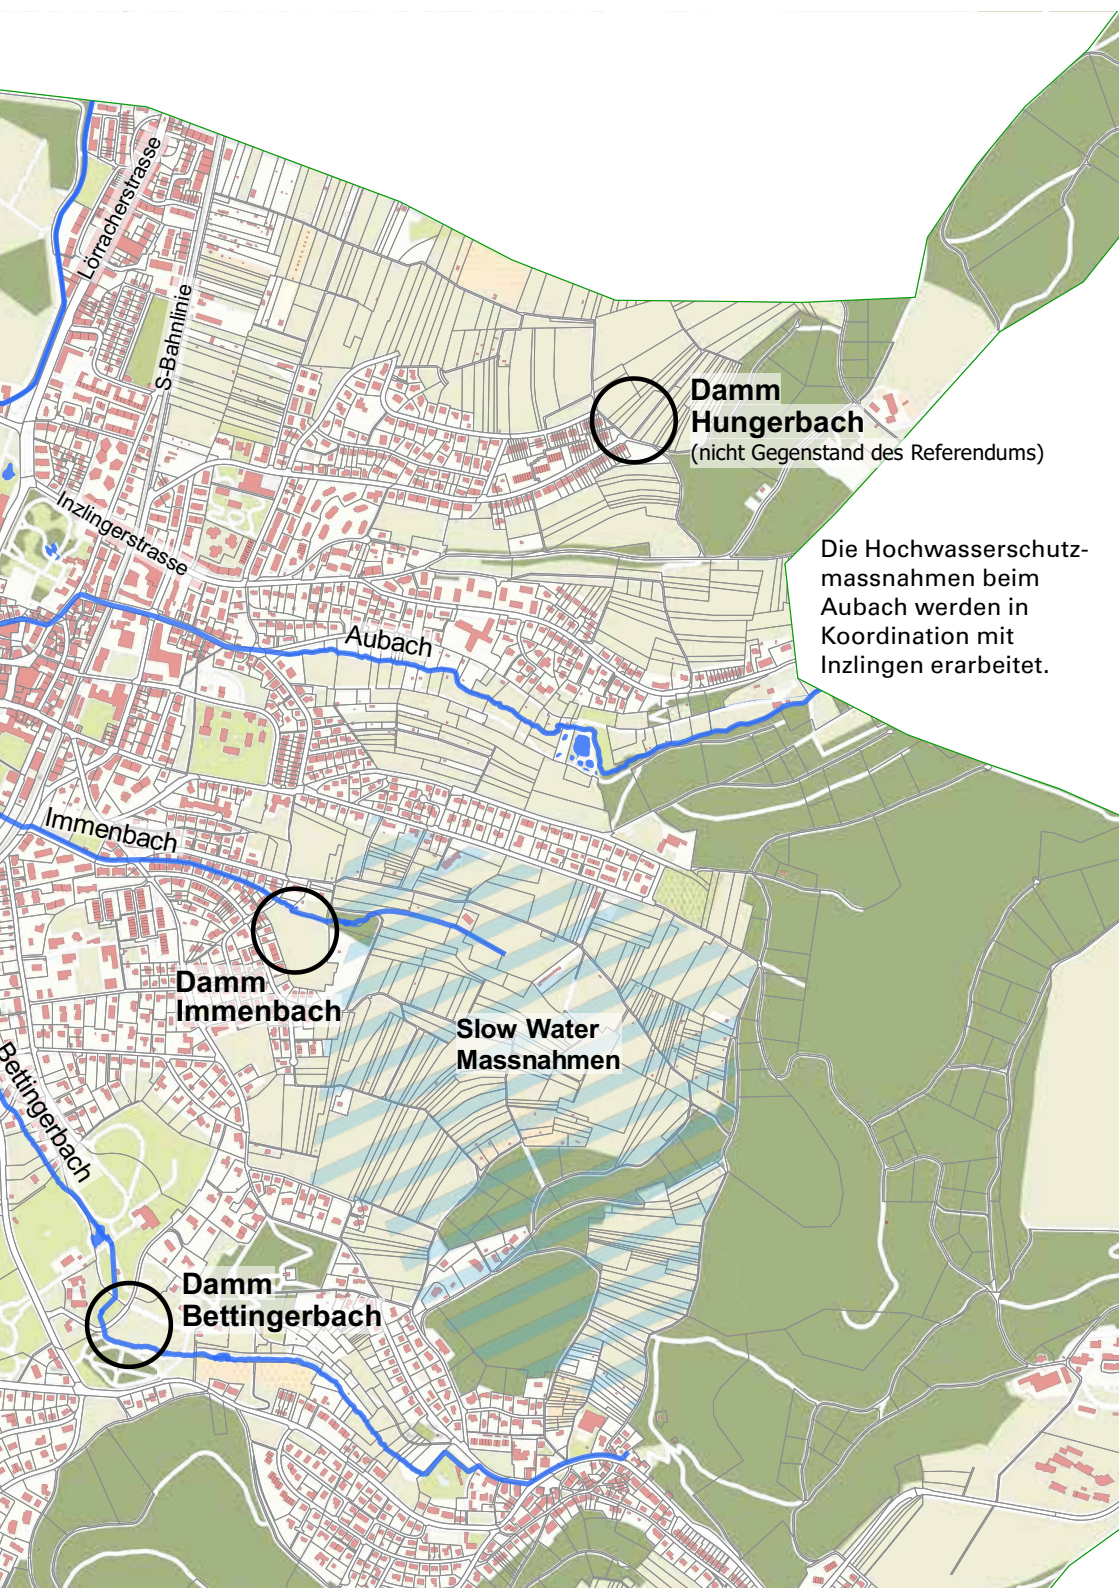 Lörracherstrasse
S-Bahnlinie
Damm
Hungerbach
(nicht Gegenstand des Referendums)
Inzlingerstrasse
Die Hochwasserschutz-
massnahmen beim
Aubach werden in
Koordination mit
Inzlingen erarbeitet.
Aubach
Immenbach
Damm
Immenbach
Slow Water
Massnahmen
Bettingerbach
Damm
Bettingerbach